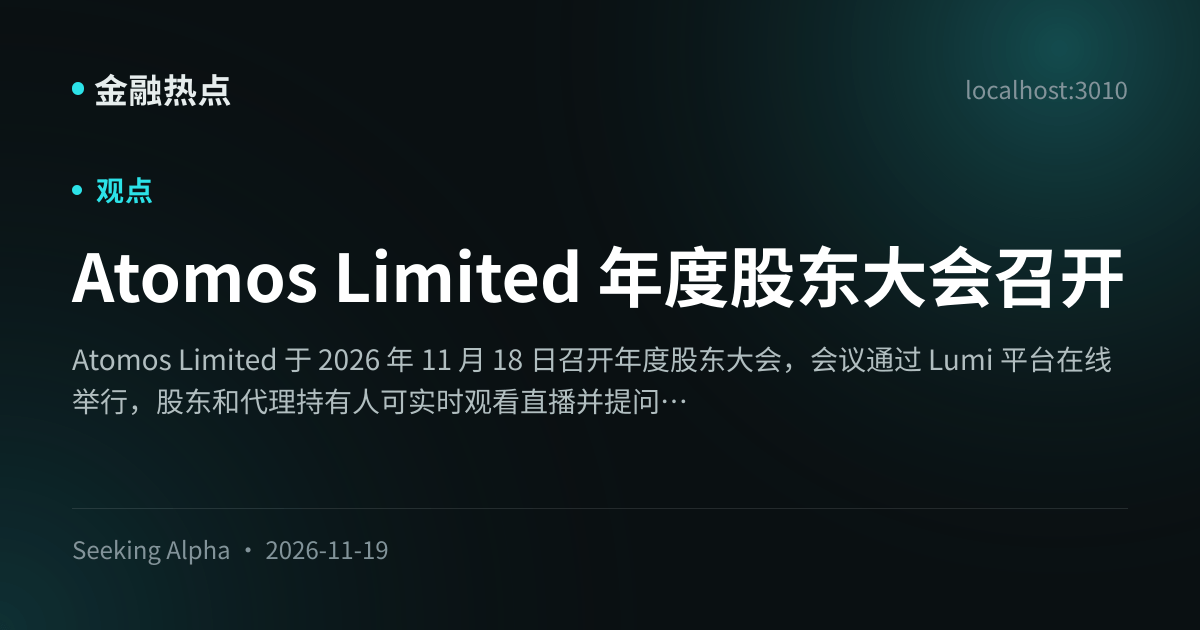 金融热点
localhost:3010
观点
Atomos Limited 年度股东大会召开
Atomos Limited 于 2026 年 11 月 18 日召开年度股东大会，会议通过 Lumi 平台在线
举行，股东和代理持有人可实时观看直播并提问…
Seeking Alpha · 2026-11-19